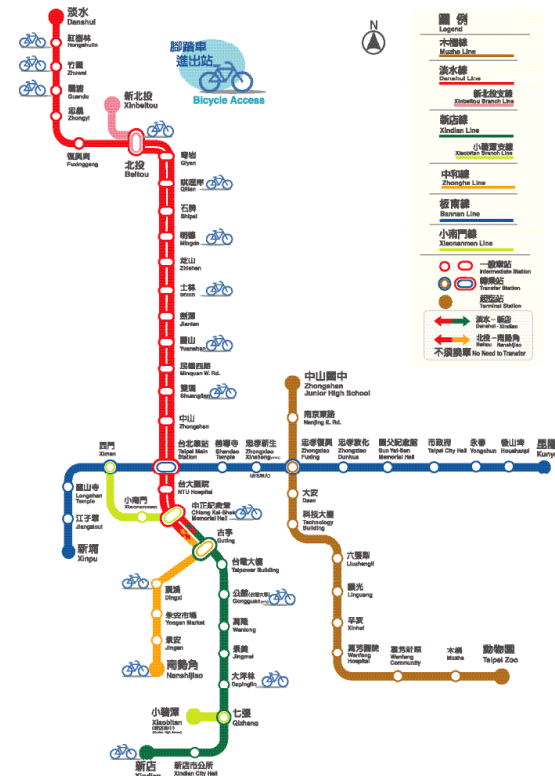 淡水
Danshui
紅樹林
Hongshulin
竹圍
Zhuwei
關渡
Guandu
忠義
Zhongyi
復興崗
Fuxinggang
新北投
Xinbeitou
北投
Beitou
腳踏車
進出站
Bicycle Access
N
圖 例
Legend
木柵線
Muzha Line
淡水線
Danshui Line
新北投支線
Xinbeitou Branch Line
新店線
Xindian Line
小碧潭支線
Xiaobitan Branch Line
中和線
Zhonghe Line
板南線
Bannan Line
小南門線
Xiaonanmen Line
一般車站
Intermediate Station
轉乘站
Transfer Station
起訖站
Terminal Station
淡水－新店
Danshui - Xindian
北投－南勢角
Beitou - Nanshijiao
不須換車 No Need to Transfer
奇岩
Qiyan
唭哩岸
Qilian
石牌
Shipai
明德
Mingde
芝山
Zhishan
士林
Shilin
劍潭
Jiantan
圓山
Yuanshan
民權西路
Minquan W. Rd.
雙連
Shuanglian
中山
Zhongshan
中山國中
Zhongshan
Junior High School
南京東路
Nanjing E. Rd.
西門
Ximen
台北車站
Taipei Main
Station
善導寺
Shandao
Temple
忠孝新生
Zhongxiao
Xinsheng
忠孝復興
Zhongxiao
Fuxing
忠孝敦化
Zhongxiao
Dunhua
國父紀念館
Sun Yat-Sen
Memorial Hall
市政府
Taipei City Hall
永春
Yongchun
後山埤
Houshanpi
昆陽
Kuny
龍山寺
Longshan
Temple
江子翠
Jiangzicui
新埔
Xinpu
小南門
Xiaonanmen
台大醫院
NTU Hospital
中正紀念堂
Chiang Kai-Shek
Memorial Hall
古亭
Guting
大安
Daan
科技大樓
Technology
Building
六張犁
Liuzhangli
麟光
Linguang
辛亥
Xinhai
萬芳醫院
Wanfang
Hospital
萬芳社區
Wanfang
Community
木柵
Muzha
動物園
Taipei Zoo
台電大樓
Taipower Building
公館
Gongguan
萬隆
Wanlong
景美
Jingmei
大坪林
Dapinglin
七張
Qizhang
小碧潭
Xiaobitan
頂溪
Dingxi
永安市場
Yongan Market
景安
Jingan
南勢角
Nanshijiao
新店
Xindian
新店市公所
Xindian City Hall